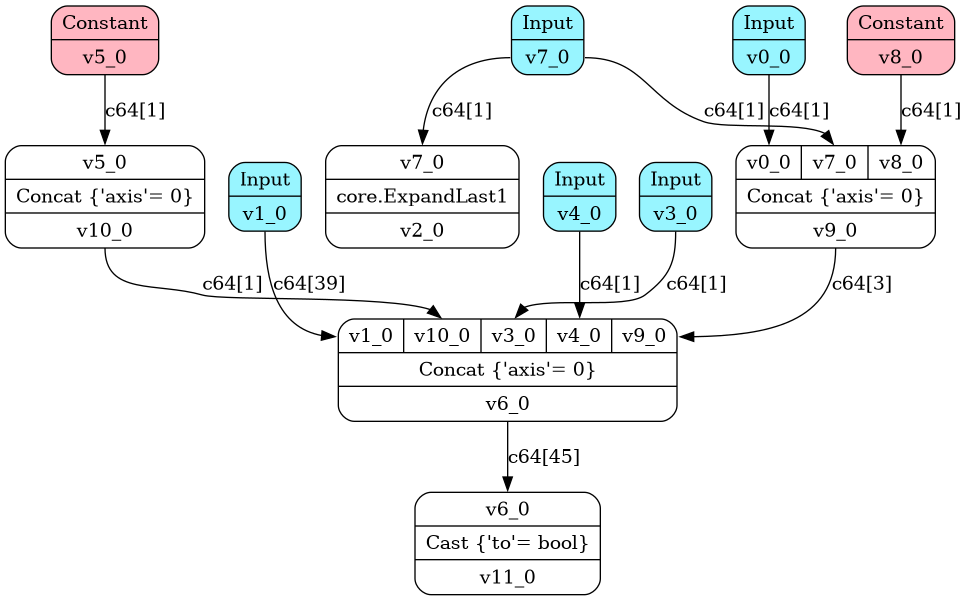 Constant
v5_0
Input
v7_0
Input
v0_0
Constant
v8_0
c64[1]
c64[1]
c64[1]
c64[1]
c64[1]
v5_0
Concat {'axis'= 0}
v10_0
Input
v1_0
v7_0
core.ExpandLast1
v2_0
Input
v4_0
Input
v3_0
v0_0 v7_0 v8_0
Concat {'axis'= 0}
v9_0
c64[1]
c64[39]
c64[1]
c64[1]
c64[3]
v1_0 v10_0 v3_0 v4_0 v9_0
Concat {'axis'= 0}
v6_0
c64[45]
v6_0
Cast {'to'= bool}
v11_0